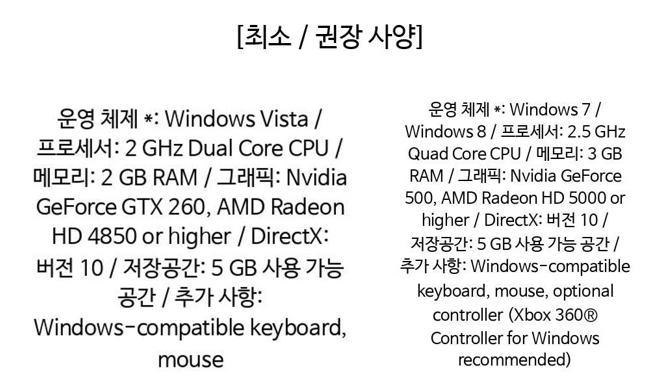 [최소 / 권장 사양]
운영 체제 *: Windows Vista /
프로세서: 2 GHz Dual Core CPU /
메모리: 2 GB RAM / 그래픽: Nvidia
GeForce GTX 260, AMD Radeon
HD 4850 or higher / DirectX:
버전 10 / 저장공간: 5 GB 사용 가능
공간 / 추가 사항:
Windows-compatible keyboard,
mouse
운영 체제 *: Windows 7 /
Windows 8 / 프로세서: 2.5 GHz
Quad Core CPU / 메모리: 3 GB
RAM / 그래픽: Nvidia GeForce
500, AMD Radeon HD 5000 or
higher / DirectX: 버전 10 /
저장공간: 5 GB 사용 가능 공간 /
추가 사항: Windows-compatible
keyboard, mouse, optional
controller (Xbox 360®
Controller for Windows
recommended)